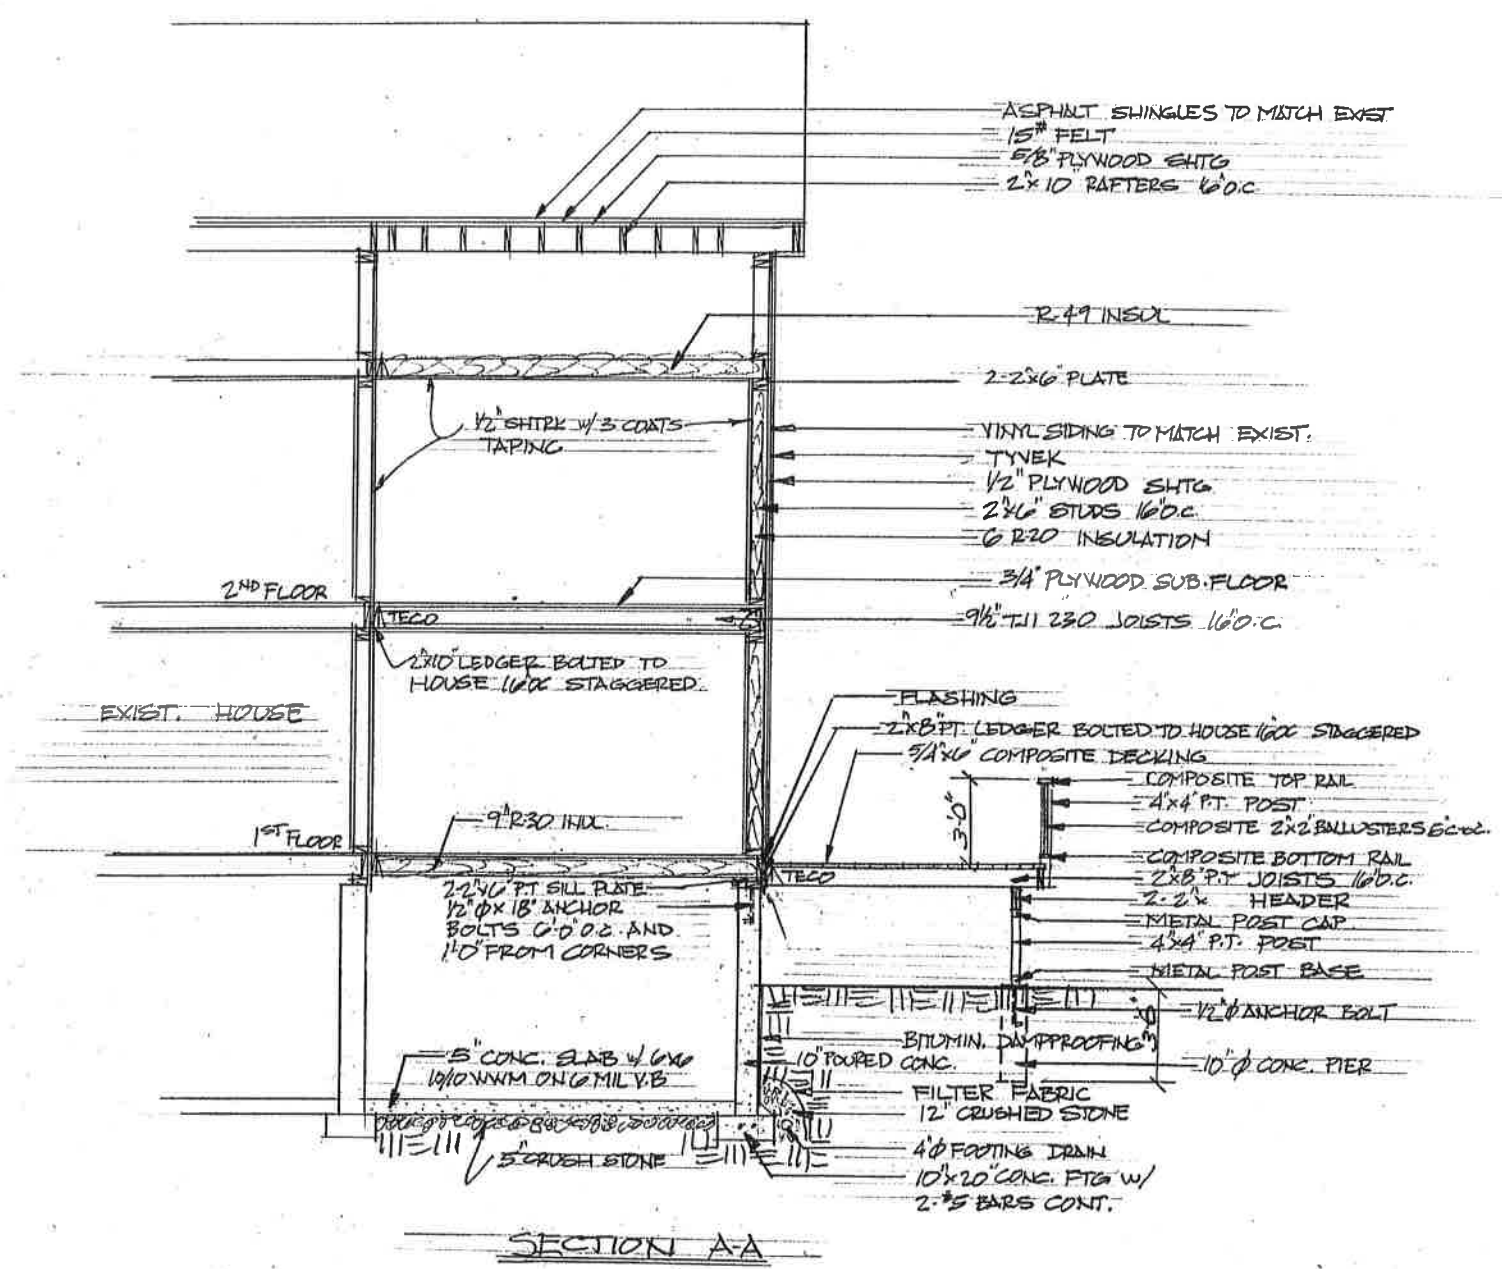 ASPHALT SHINGLES TO MATCH EXIST
15# FELT
5/8" PLYWOOD SHTG
2"x10" RAFTERS 16"O.C.
R-49 INSUL
2-2"x6" PLATE
1/2" SHTRK w/ 3 COATS
TAPING
VINYL SIDING TO MATCH EXIST.
TYVEK
1/2" PLYWOOD SHTG
2"x6" STUDS 16"O.C.
6 R-20 INSULATION
3/4" PLYWOOD SUB.FLOOR
2ND FLOOR
TECO
9½" TJI 230 JOISTS 16"O.C.
2"x10" LEDGER BOLTED TO
HOUSE 16"OC STAGGERED
EXIST. HOUSE
FLASHING
2"x8" P.T. LEDGER BOLTED TO HOUSE 16"OC STAGGERED
5/4"x6" COMPOSITE DECKING
3'-0"
COMPOSITE TOP RAIL
4"x4" P.T. POST
COMPOSITE 2"x2" BALLUSTERS
9" R-30 INUL
1ST FLOOR
COMPOSITE BOTTOM RAIL
TECO
2"x8" P.T JOISTS 16"O.C.
2-2"x HEADER
METAL POST CAP
4"x4" P.T. POST
METAL POST BASE
2-2"x6" P.T SILL PLATE
1/2" φ x 18" ANCHOR
BOLTS 6'-0" O.C. AND
1'-0" FROM CORNERS
1/2" φ ANCHOR BOLT
3'-6"
BITUMIN. DAMPPROOFING
10" POURED CONC.
10" φ CONC. PIER
5" CONC. SLAB w/ 6x6
10/10 WWM ON 6 MIL V.B
FILTER FABRIC
12" CRUSHED STONE
4"φ FOOTING DRAIN
5" CRUSH STONE
10"x20" CONC. FTG w/
2-#5 BARS CONT.
SECTION A-A